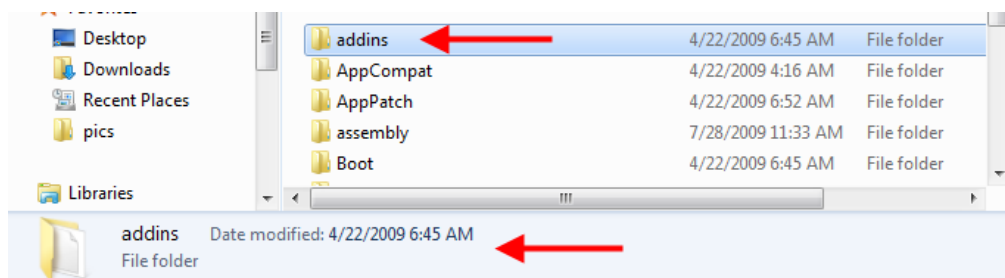 Desktop
Downloads
Recent Places
pics
Libraries
addins 4/22/2009 6:45 AM File folder
AppCompat 4/22/2009 4:16 AM File folder
AppPatch 4/22/2009 6:52 AM File folder
assembly 7/28/2009 11:33 AM File folder
Boot 4/22/2009 6:45 AM File folder
addins Date modified: 4/22/2009 6:45 AM
File folder